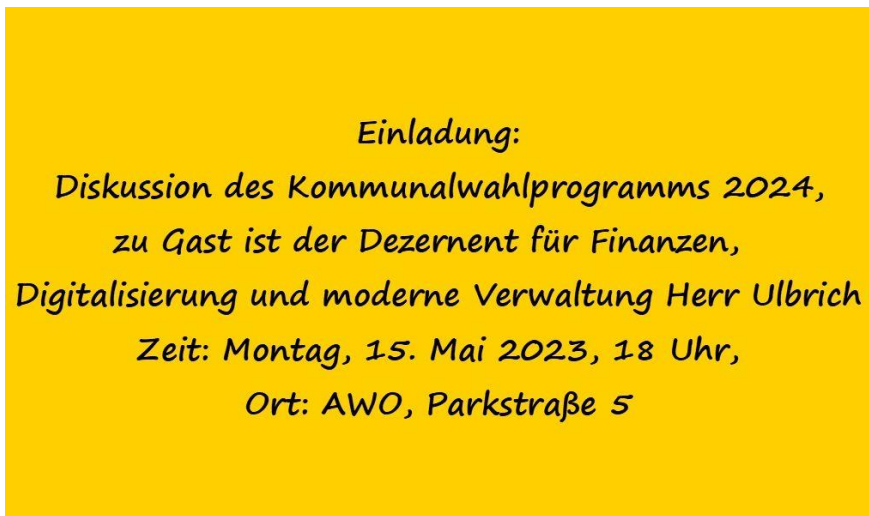 Einladung:
Diskussion des Kommunalwahlprogramms 2024,
zu Gast ist der Dezernent für Finanzen,
Digitalisierung und moderne Verwaltung Herr Ulbrich
Zeit: Montag, 15. Mai 2023, 18 Uhr,
Ort: AWO, Parkstraße 5